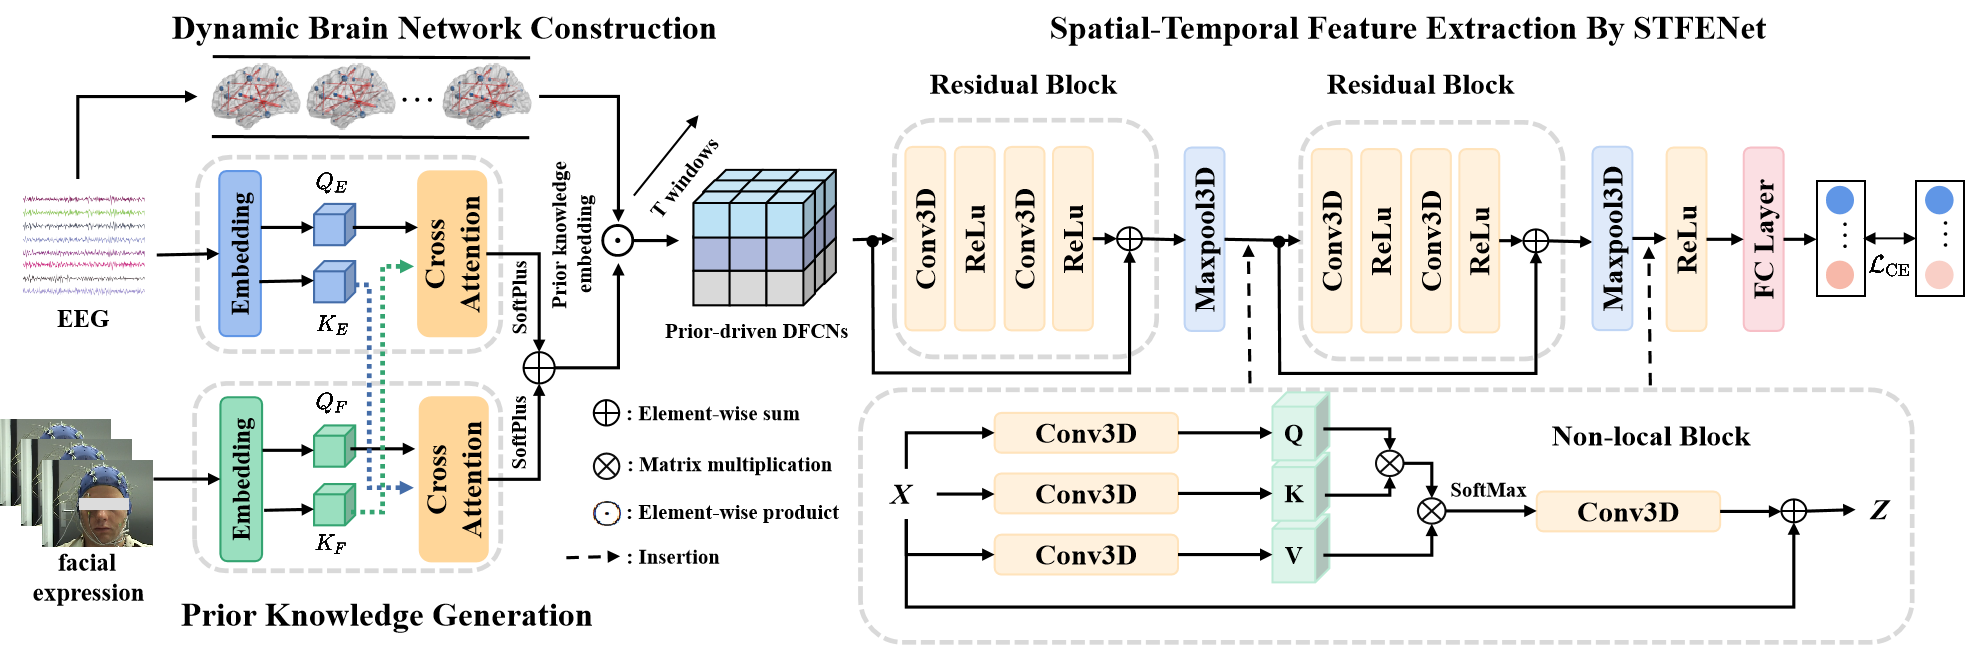 Dynamic Brain Network Construction
Spatial-Temporal Feature Extraction By STFENet
Residual Block
Residual Block
...
EEG
Embedding
Q_E
K_E
Cross
Attention
SoftPlus
Prior knowledge
embedding
T windows
Prior-driven DFCNs
Conv3D
ReLu
Conv3D
ReLu
Maxpool3D
Conv3D
ReLu
Conv3D
ReLu
Maxpool3D
ReLu
FC Layer
ℒ_CE
facial
expression
Embedding
Q_F
K_F
Cross
Attention
SoftPlus
Prior Knowledge Generation
: Element-wise sum
: Matrix multiplication
: Element-wise product
: Insertion
Non-local Block
X
Conv3D
Conv3D
Conv3D
Q
K
V
SoftMax
Conv3D
Z